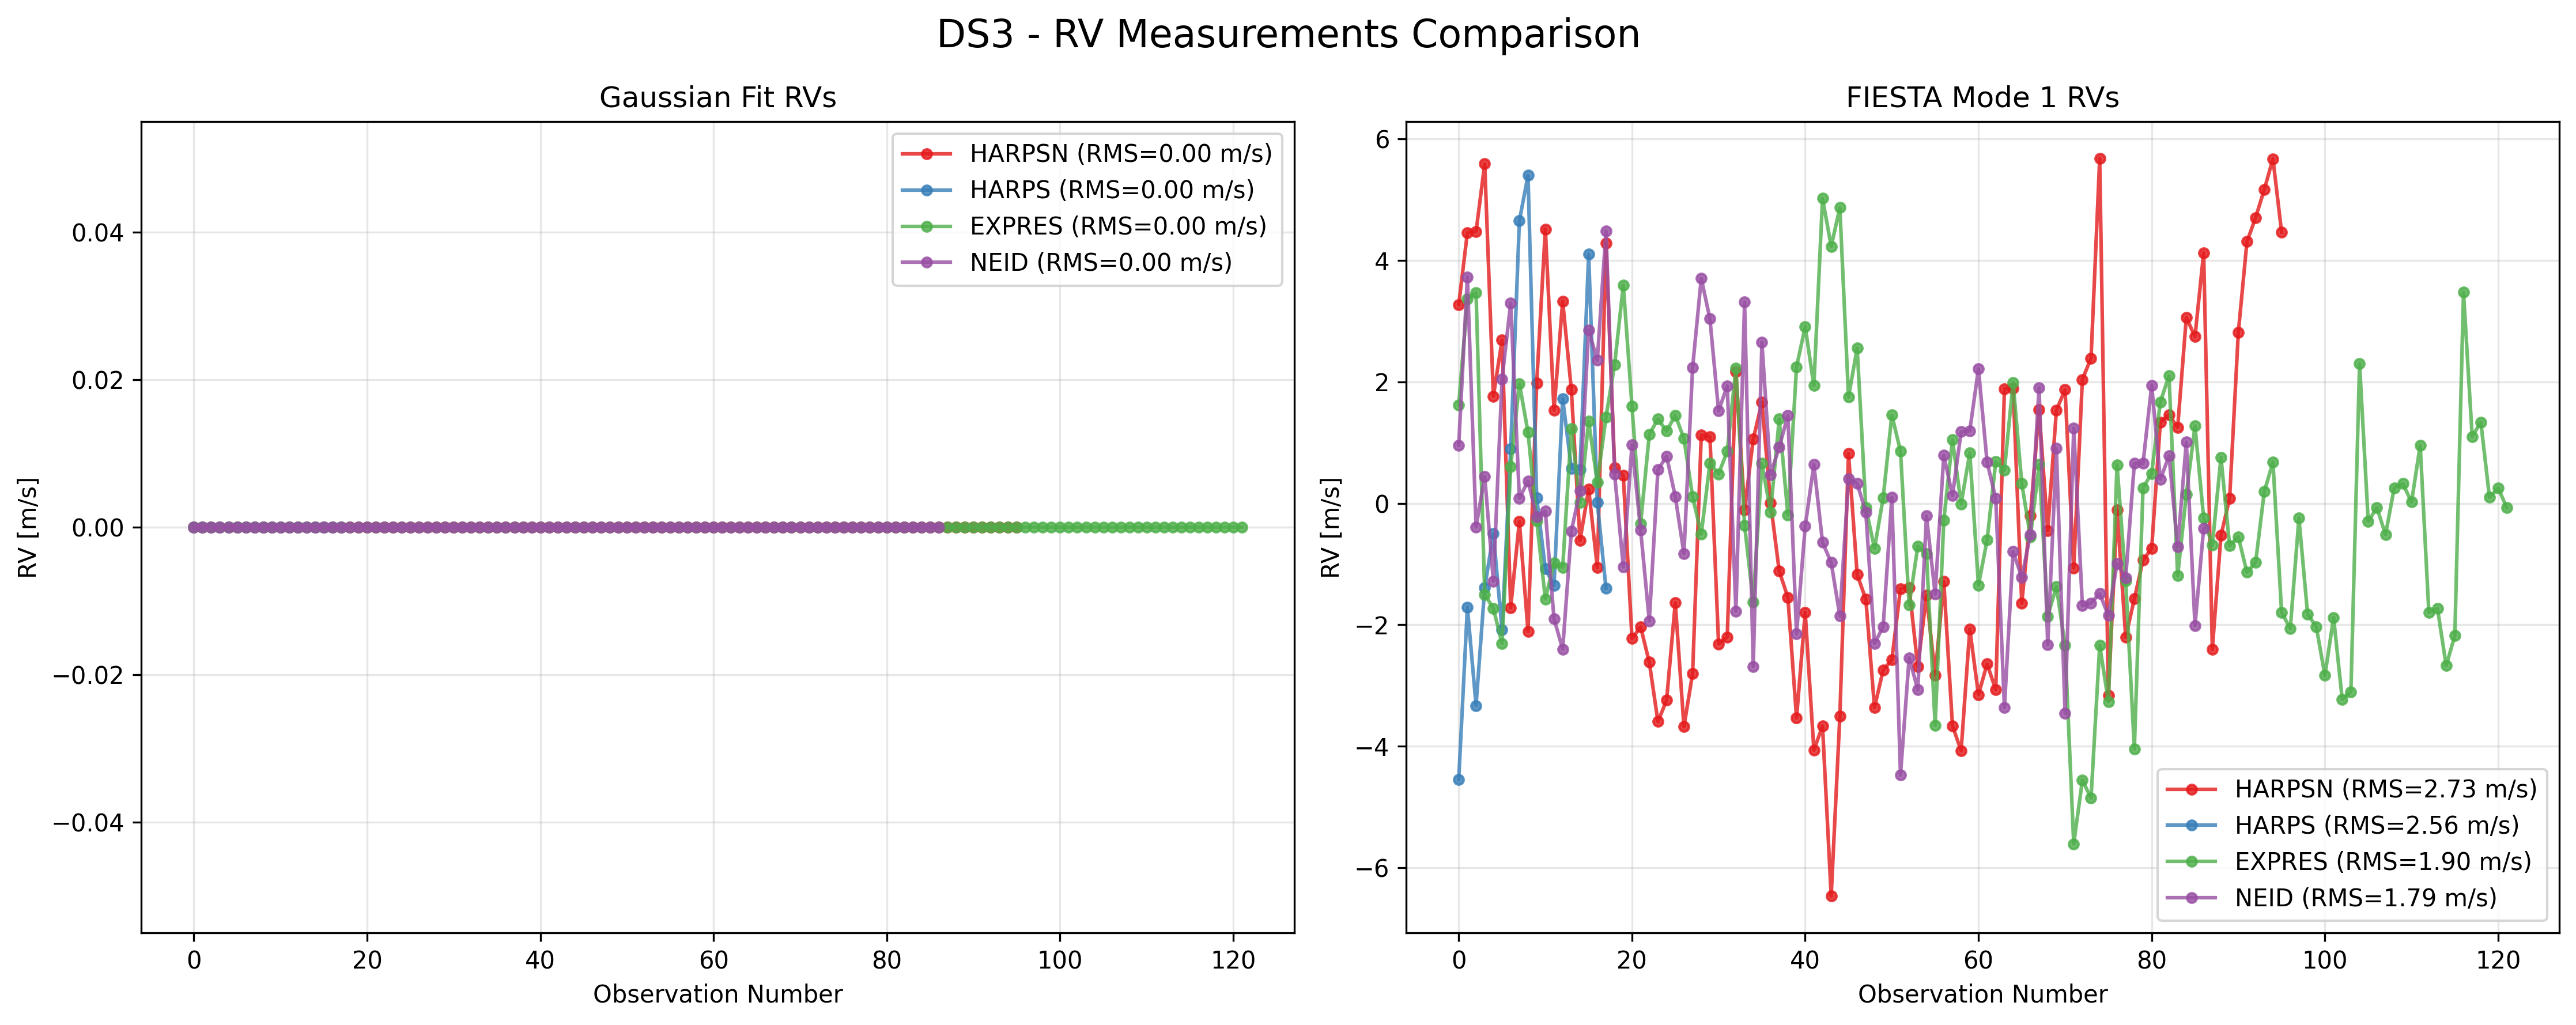 DS3 - RV Measurements Comparison
Gaussian Fit RVs
HARPSN (RMS=0.00 m/s)
HARPS (RMS=0.00 m/s)
EXPRES (RMS=0.00 m/s)
NEID (RMS=0.00 m/s)
RV [m/s]
0.04
0.02
0.00
−0.02
−0.04
0 20 40 60 80 100 120
Observation Number
FIESTA Mode 1 RVs
RV [m/s]
6
4
2
0
−2
−4
−6
HARPSN (RMS=2.73 m/s)
HARPS (RMS=2.56 m/s)
EXPRES (RMS=1.90 m/s)
NEID (RMS=1.79 m/s)
0 20 40 60 80 100 120
Observation Number